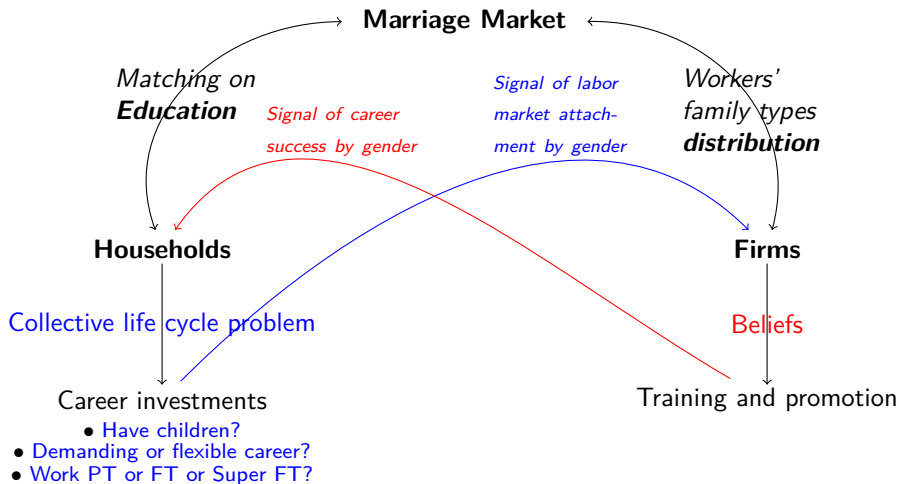 Marriage Market
Matching on
Education
Signal of career
success by gender
Signal of labor
market attach-
ment by gender
Workers'
family types
distribution
Households
Firms
Collective life cycle problem
Beliefs
Career investments
• Have children?
• Demanding or flexible career?
• Work PT or FT or Super FT?
Training and promotion